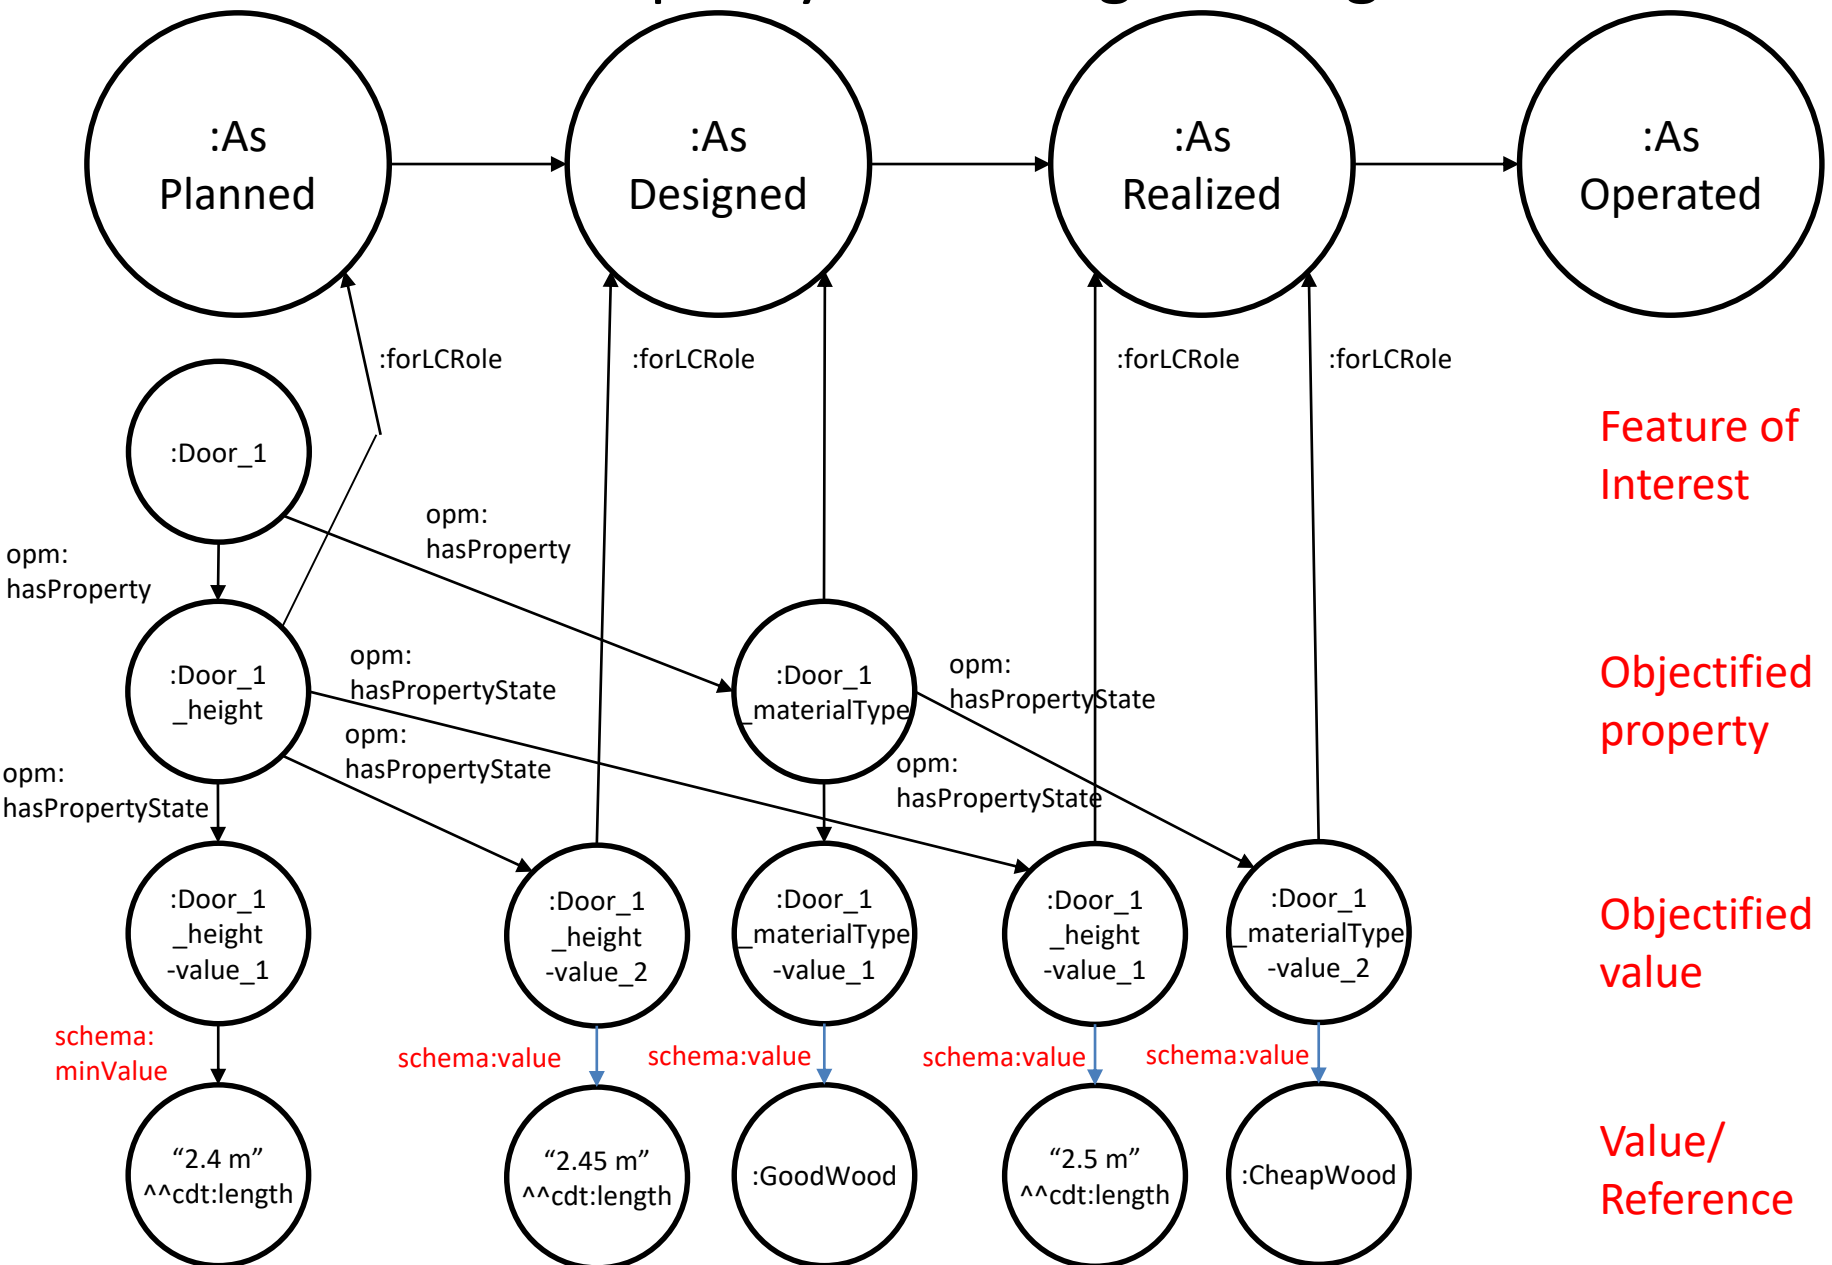 :As
Planned
:As
Designed
:As
Realized
:As
Operated
:forLCRole
:forLCRole
:forLCRole
:forLCRole
:Door_1
Feature of
Interest
opm:
hasProperty
opm:
hasProperty
:Door_1
_height
opm:
hasPropertyState
:Door_1
_materialType
opm:
hasPropertyState
Objectified
property
opm:
hasPropertyState
opm:
hasPropertyState
opm:
hasPropertyState
:Door_1
_height
-value_1
:Door_1
_height
-value_2
:Door_1
_materialType
-value_1
:Door_1
_height
-value_1
:Door_1
_materialType
-value_2
Objectified
value
schema:
minValue
schema:value
schema:value
schema:value
schema:value
“2.4 m”
^^cdt:length
“2.45 m”
^^cdt:length
:GoodWood
“2.5 m”
^^cdt:length
:CheapWood
Value/
Reference